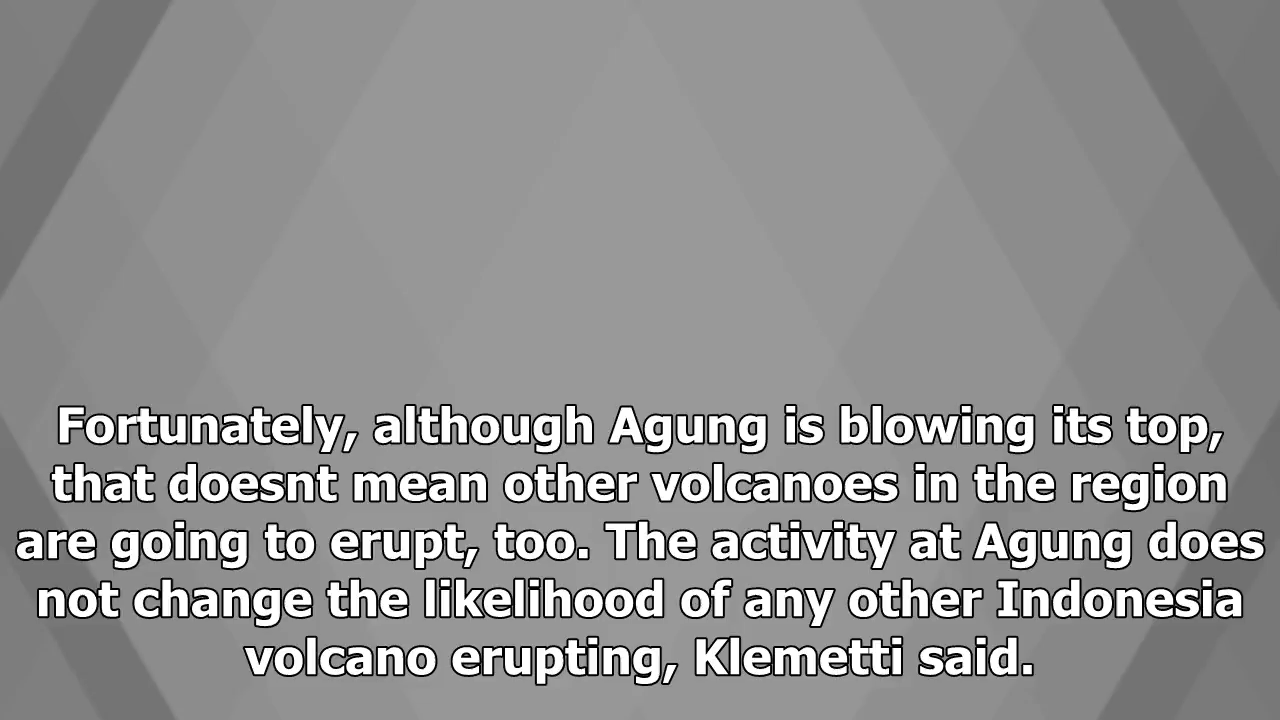 Fortunately, although Agung is blowing its top,
that doesnt mean other volcanoes in the region
are going to erupt, too. The activity at Agung does
not change the likelihood of any other Indonesia
volcano erupting, Klemetti said.